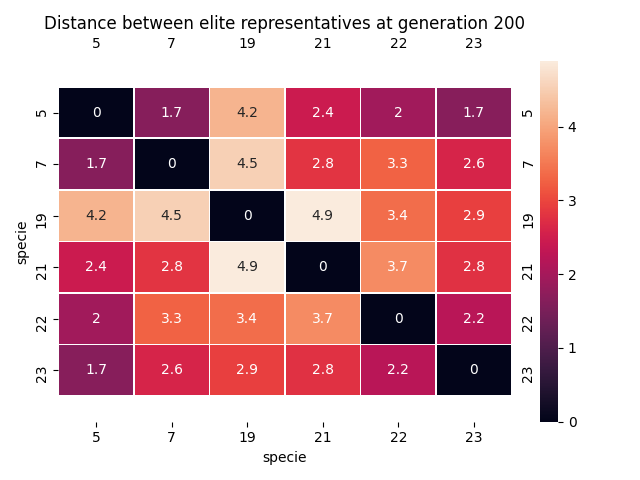 Distance between elite representatives at generation 200
5 7 19 21 22 23
5 0 1.7 4.2 2.4 2 1.7 5
7 1.7 0 4.5 2.8 3.3 2.6 7
19 4.2 4.5 0 4.9 3.4 2.9 19
21 2.4 2.8 4.9 0 3.7 2.8 21
22 2 3.3 3.4 3.7 0 2.2 22
23 1.7 2.6 2.9 2.8 2.2 0 23
5 7 19 21 22 23
specie
specie
4
3
2
1
0